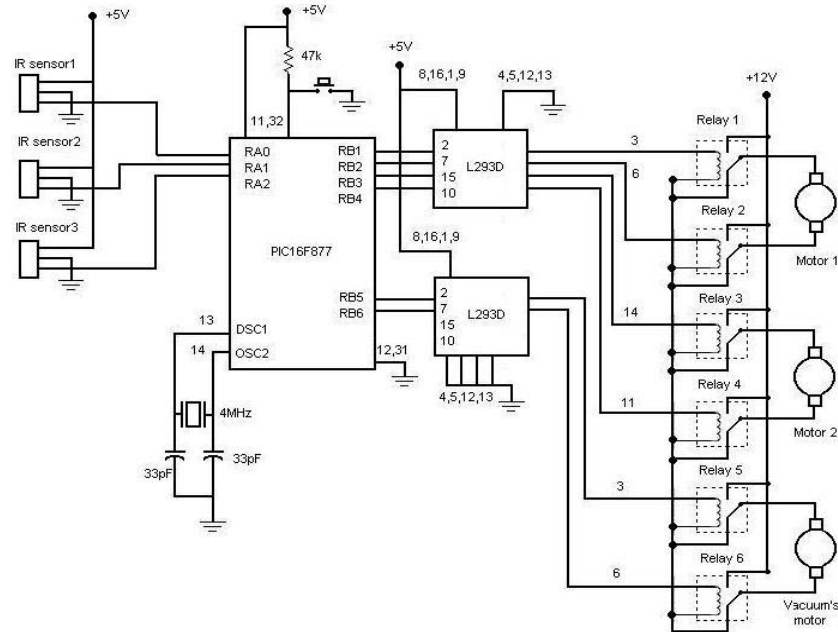 +5V
+5V
47k
+5V
+12V
IR sensor1
8,16,1,9
4,5,12,13
Relay 1
11,32
3
IR sensor2
RA0
RA1
RA2
RB1
RB2
RB3
RB4
2
7
15
10
L293D
6
Relay 2
IR sensor3
PIC16F877
8,16,1,9
Motor 1
Relay 3
RB5
RB6
2
7
15
10
L293D
14
13
DSC1
14
OSC2
12,31
Relay 4
4MHz
4,5,12,13
11
Motor 2
33pF
33pF
Relay 5
3
Relay 6
6
Vacuum's
motor